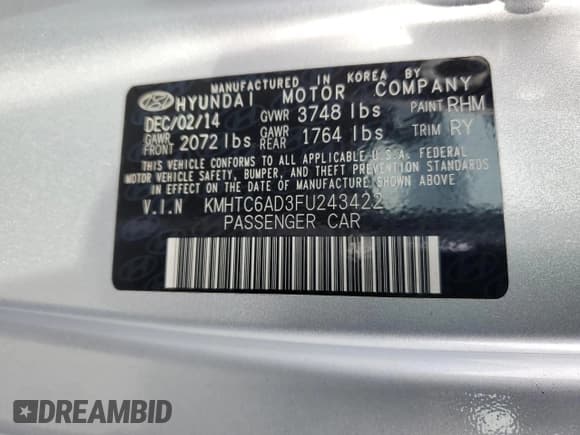 MANUFACTURED IN KOREA BY
HYUNDAI MOTOR COMPANY
DEC/02/14 GVWR 3748 lbs PAINT RHM
GAWR FRONT 2072 lbs GAWR REAR 1764 lbs TRIM RY
THIS VEHICLE CONFORMS TO ALL APPLICABLE U.S.A. FEDERAL
MOTOR VEHICLE SAFETY, BUMPER, AND THEFT PREVENTION STANDARDS
IN EFFECT ON THE DATE OF MANUFACTURE SHOWN ABOVE
V.I.N KMHTC6AD3FU243422
PASSENGER CAR
DREAMBID